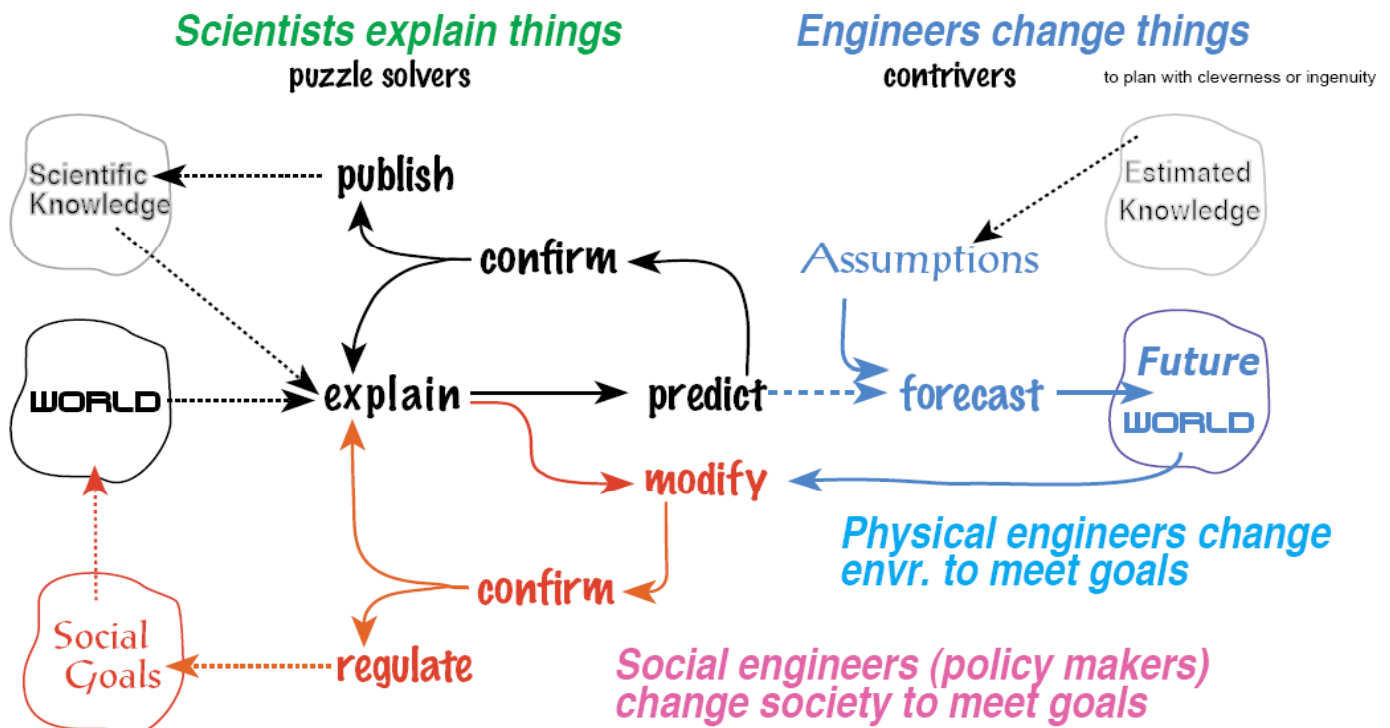 Scientists explain things
Engineers change things
puzzle solvers
contrivers
to plan with cleverness or ingenuity
Scientific
Knowledge
publish
Estimated
Knowledge
confirm
Assumptions
WORLD
explain
predict
forecast
Future
WORLD
modify
Physical engineers change
envr. to meet goals
confirm
Social
Goals
regulate
Social engineers (policy makers)
change society to meet goals